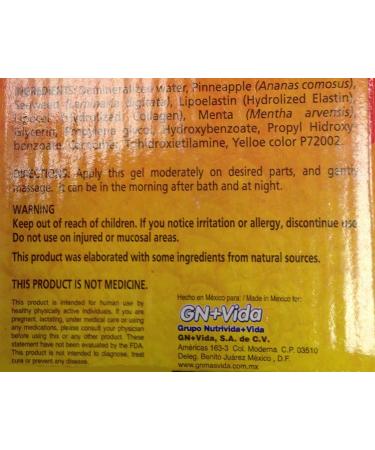 INGREDIENTS: Demineralized water, Pinneapple (Ananas comosus),
Seaweed (Laminada digitata), Lipoelastin (Hydrolized Elastin),
Lipocol (Hydrolized Collagen), Menta (Mentha arvensis),
Glycerin, Propylene glycol, Hydroxybenzoate, Propyl Hidroxy
benzoate, Carbomer, Tchidroxietilamine, Yelloe color P72002.
DIRECTIONS: Apply this gel moderately on desired parts, and gently
massage. It can be in the morning after bath and at night.
WARNING
Keep out of reach of children. If you notice irritation or allergy, discontinue use
Do not use on injured or mucosal areas.
This product was elaborated with some ingredients from natural sources.
THIS PRODUCT IS NOT MEDICINE.
This product is intended for human use by
healthy physically active individuals. If you are
pregnant, lactating, under medical care or using
any medications, please consult your physician
before using this or any other product. These
statement have not been evaluated by the FDA.
This product is not intended to diagnose, treat
cure or prevent any disease.
Hecho en México para: / Made in Mexico for:
GN+Vida
Grupo Nutrivida+Vida
GN+Vida, S.A. de C.V.
Américas 163-3 Col. Moderna C.P. 03510
Deleg. Benito Juárez México , D.F.
www.gnmasvida.com.mx